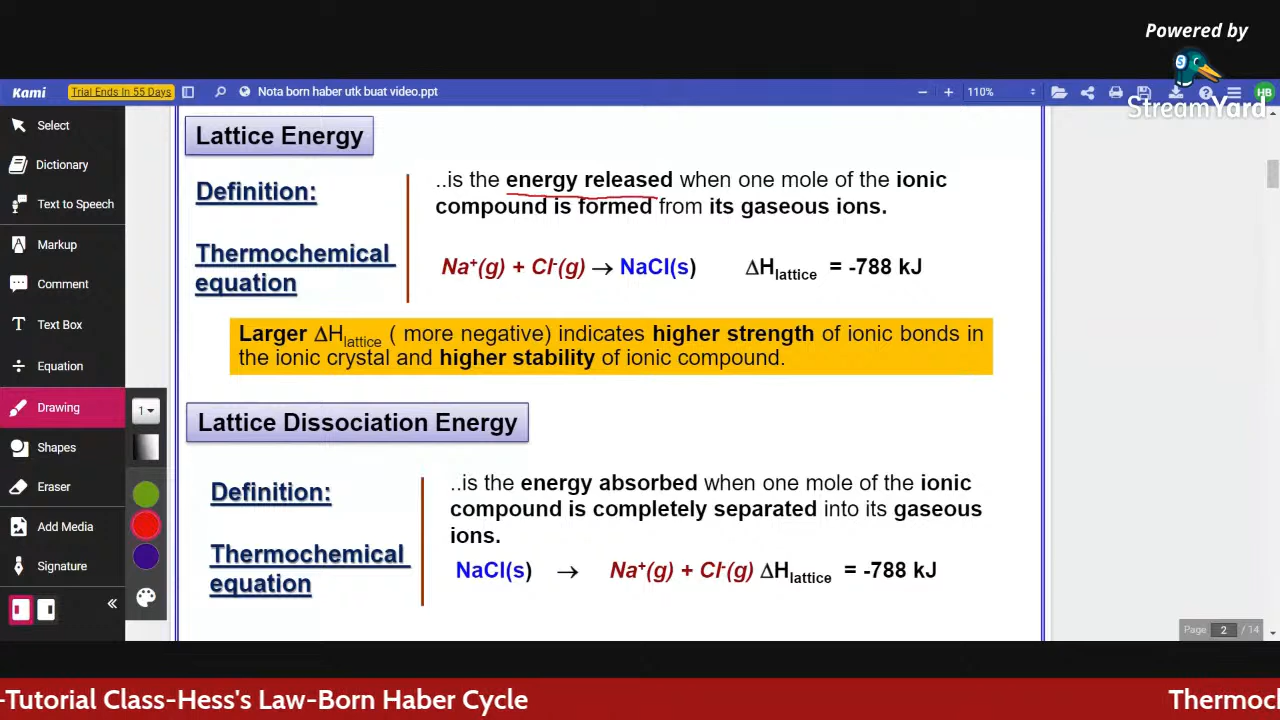 Powered by
StreamYard
Kami
Trial Ends In 55 Days
Nota born haber utk buat video.ppt
110%
HB
Select
Dictionary
Text to Speech
Markup
Comment
Text Box
Equation
Drawing
1
Shapes
Eraser
Add Media
Signature
Lattice Energy
Definition:
..is the energy released when one mole of the ionic
compound is formed from its gaseous ions.
Thermochemical
equation
Na⁺(g) + Cl⁻(g) → NaCl(s) ΔHlattice = -788 kJ
Larger ΔHlattice ( more negative) indicates higher strength of ionic bonds in
the ionic crystal and higher stability of ionic compound.
Lattice Dissociation Energy
Definition:
..is the energy absorbed when one mole of the ionic
compound is completely separated into its gaseous
ions.
Thermochemical
equation
NaCl(s) → Na⁺(g) + Cl⁻(g) ΔHlattice = -788 kJ
Page 2 / 14
-Tutorial Class-Hess's Law-Born Haber Cycle
Thermoch